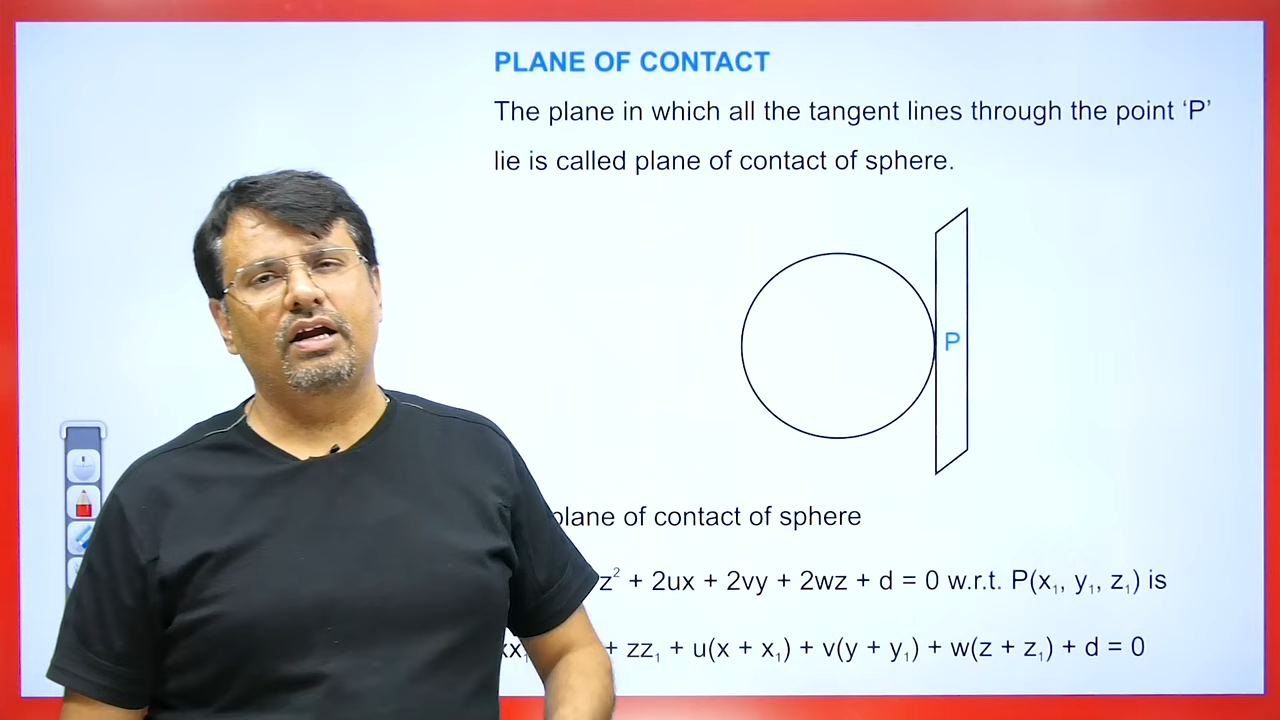 PLANE OF CONTACT
The plane in which all the tangent lines through the point ‘P’
lie is called plane of contact of sphere.
P
plane of contact of sphere
z² + 2ux + 2vy + 2wz + d = 0 w.r.t. P(x₁, y₁, z₁) is
xx₁ + zz₁ + u(x + x₁) + v(y + y₁) + w(z + z₁) + d = 0